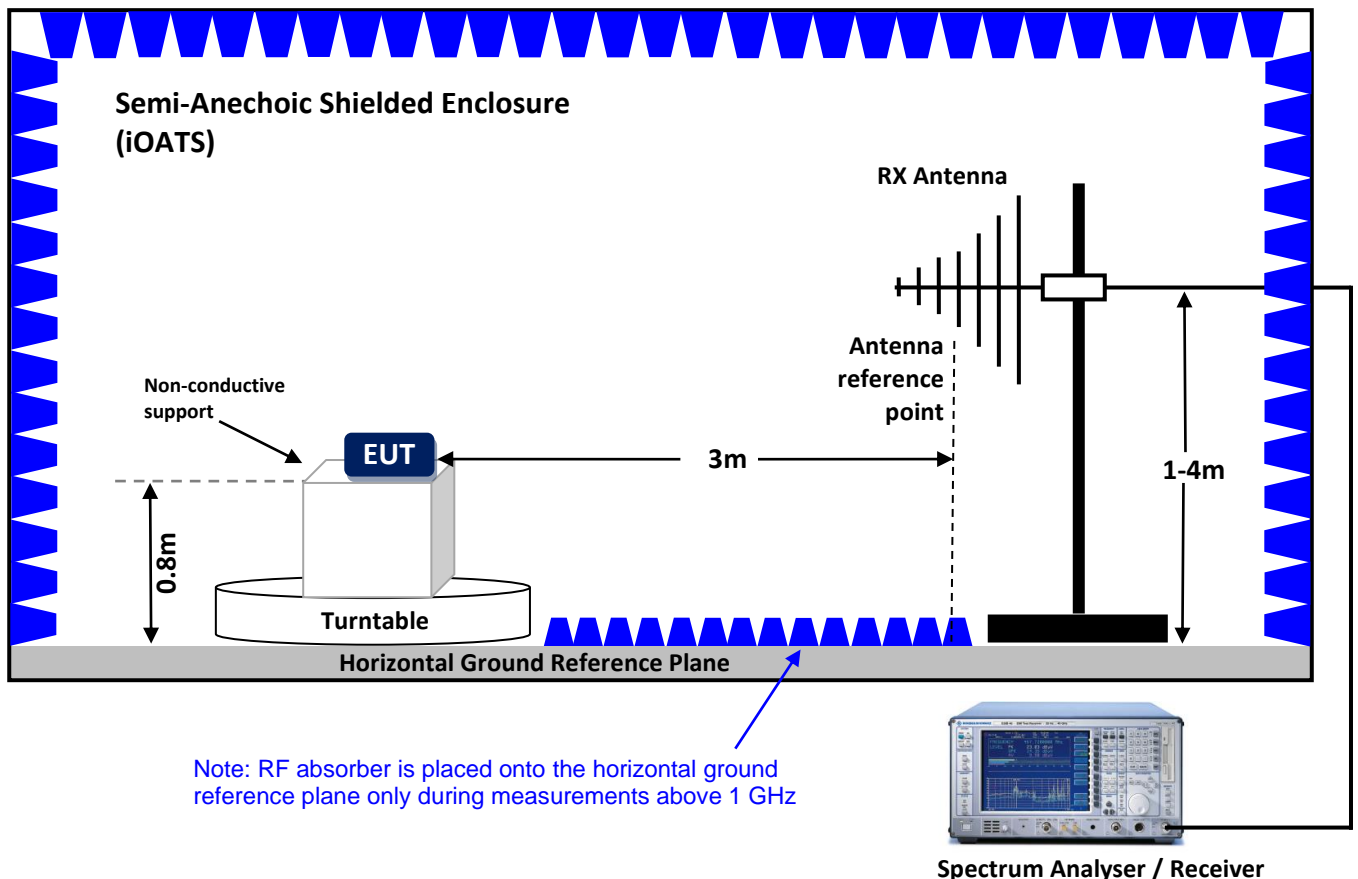 Semi-Anechoic Shielded Enclosure
(iOATS)
RX Antenna
Antenna
reference
point
Non-conductive
support
EUT
3m
1-4m
0.8m
Turntable
Horizontal Ground Reference Plane
Note: RF absorber is placed onto the horizontal ground
reference plane only during measurements above 1 GHz
Spectrum Analyser / Receiver